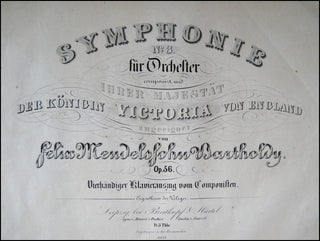 SYMPHONIE
No. 3.
für Orchester
componirt und
IHRER MAJESTÄT
DER KÖNIGIN VICTORIA VON ENGLAND
zugeeignet
von
Felix Mendelssohn Bartholdy.
Op. 56.
Vierhändiger Klavierauszug vom Componisten.
Eigenthum der Verleger.
Leipzig bei Breitkopf & Härtel